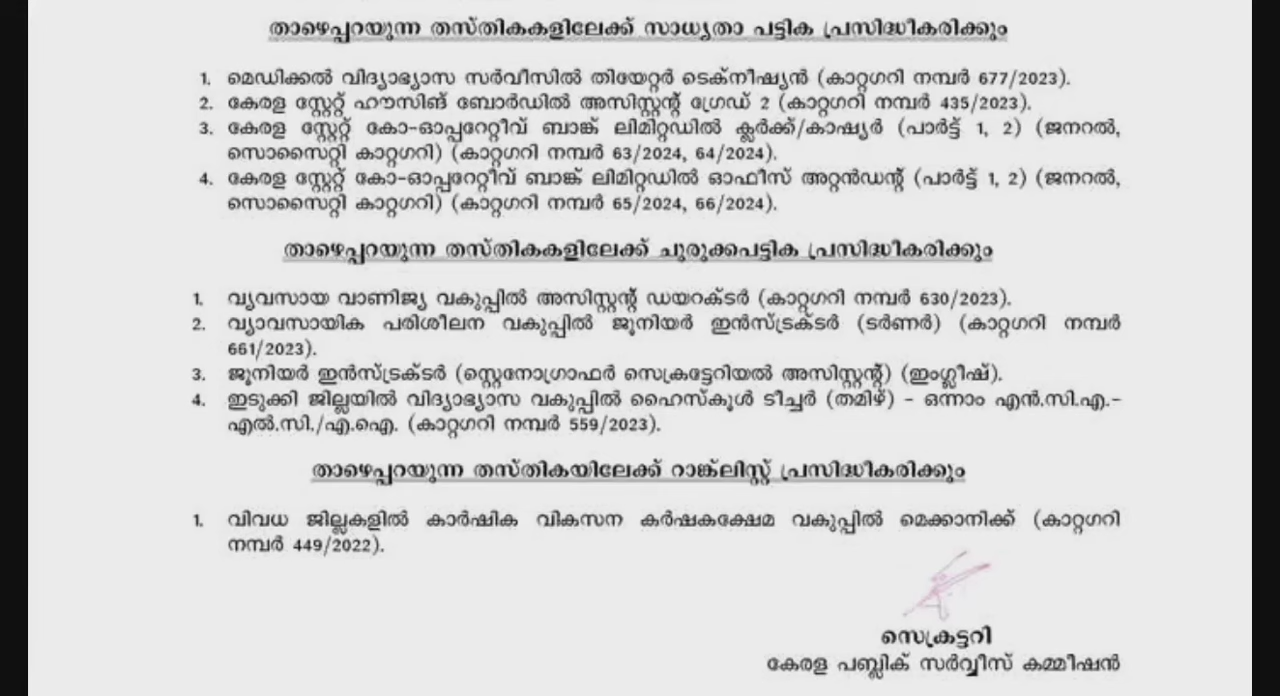 താഴെപ്പറയുന്ന തസ്തികകളിലേക്ക് സാധ്യതാ പട്ടിക പ്രസിദ്ധീകരിക്കും
1. മെഡിക്കൽ വിദ്യാഭ്യാസ സർവീസിൽ തിയേറ്റർ ടെക്നീഷ്യൻ (കാറ്റഗറി നമ്പർ 677/2023).
2. കേരള സ്റ്റേറ്റ് ഹൗസിങ് ബോർഡിൽ അസിസ്റ്റന്റ് ഗ്രേഡ് 2 (കാറ്റഗറി നമ്പർ 435/2023).
3. കേരള സ്റ്റേറ്റ് കോ-ഓപ്പറേറ്റീവ് ബാങ്ക് ലിമിറ്റഡിൽ ക്ലർക്ക്/കാഷ്യർ (പാർട്ട് 1, 2) (ജനറൽ,
സൊസൈറ്റി കാറ്റഗറി) (കാറ്റഗറി നമ്പർ 63/2024, 64/2024).
4. കേരള സ്റ്റേറ്റ് കോ-ഓപ്പറേറ്റീവ് ബാങ്ക് ലിമിറ്റഡിൽ ഓഫീസ് അറ്റൻഡന്റ് (പാർട്ട് 1, 2) (ജനറൽ,
സൊസൈറ്റി കാറ്റഗറി) (കാറ്റഗറി നമ്പർ 65/2024, 66/2024).
താഴെപ്പറയുന്ന തസ്തികകളിലേക്ക് ചുരുക്കപട്ടിക പ്രസിദ്ധീകരിക്കും
1. വ്യവസായ വാണിജ്യ വകുപ്പിൽ അസിസ്റ്റന്റ് ഡയറക്ടർ (കാറ്റഗറി നമ്പർ 630/2023).
2. വ്യാവസായിക പരിശീലന വകുപ്പിൽ ജൂനിയർ ഇൻസ്ട്രക്ടർ (ടർണർ) (കാറ്റഗറി നമ്പർ
661/2023).
3. ജൂനിയർ ഇൻസ്ട്രക്ടർ (സ്റ്റെനോഗ്രാഫർ സെക്രട്ടേറിയൽ അസിസ്റ്റന്റ്) (ഇംഗ്ലീഷ്).
4. ഇടുക്കി ജില്ലയിൽ വിദ്യാഭ്യാസ വകുപ്പിൽ ഹൈസ്കൂൾ ടീച്ചർ (തമിഴ്) - ഒന്നാം എൻ.സി.എ.-
എൽ.സി./എ.ഐ. (കാറ്റഗറി നമ്പർ 559/2023).
താഴെപ്പറയുന്ന തസ്തികയിലേക്ക് റാങ്ക്ലിസ്റ്റ് പ്രസിദ്ധീകരിക്കും
1. വിവധ ജില്ലകളിൽ കാർഷിക വികസന കർഷകക്ഷേമ വകുപ്പിൽ മെക്കാനിക്ക് (കാറ്റഗറി
നമ്പർ 449/2022).
സെക്രട്ടറി
കേരള പബ്ലിക് സർവ്വീസ് കമ്മീഷൻ